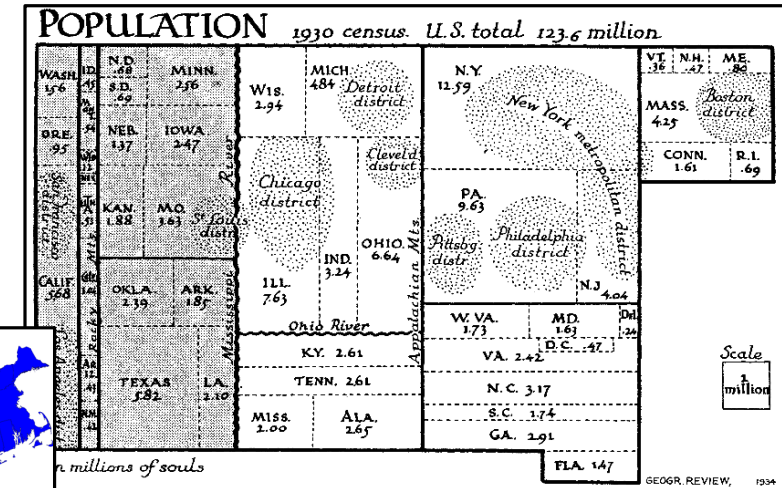 POPULATION 1930 census. U.S. total 123.6 million
WASH.
1.56
ORE.
.95
San Francisco
district
CALIF.
5.68
Rocky Mts.
N.D.
.68
S.D.
.69
MINN.
2.56
NEB.
1.37
IOWA
2.47
KAN.
1.88
MO.
3.63
St Louis
distr.
OKLA.
2.39
ARK.
1.85
TEXAS
5.82
LA.
2.10
Mississippi River
WIS.
2.94
MICH.
4.84
Detroit
district
Chicago
district
Clevel'd
district
ILL.
7.63
IND.
3.24
OHIO.
6.64
Ohio River
KY. 2.61
TENN. 2.61
MISS.
2.00
ALA.
2.65
Appalachian Mts.
N.Y.
12.59
New York metropolitan district
PA.
9.63
Pittsbg
distr.
Philadelphia
district
N.J.
4.04
W. VA.
1.73
MD.
1.63
Del.
.24
D.C. .47
VA. 2.42
N.C. 3.17
S.C. 1.74
GA. 2.91
FLA. 1.47
VT.
.36
N.H.
.47
ME.
.80
MASS.
4.25
Boston
district
CONN.
1.61
R.I.
.69
Scale
1
million
millions of souls
GEOGR. REVIEW, 1934